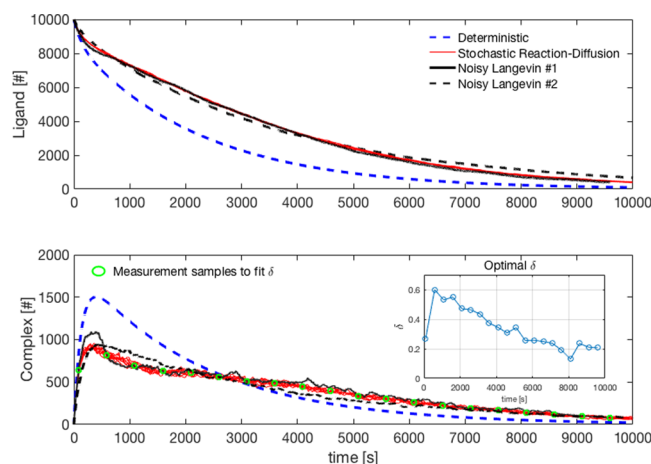 10000
8000
6000
4000
2000
0
Ligand [#]
Deterministic
Stochastic Reaction-Diffusion
Noisy Langevin #1
Noisy Langevin #2
0 1000 2000 3000 4000 5000 6000 7000 8000 9000 10000
2000
1500
1000
500
0
Complex [#]
Measurement samples to fit δ
Optimal δ
0.6
0.4
0.2
δ
0 2000 4000 6000 8000 10000
time [s]
0 1000 2000 3000 4000 5000 6000 7000 8000 9000 10000
time [s]